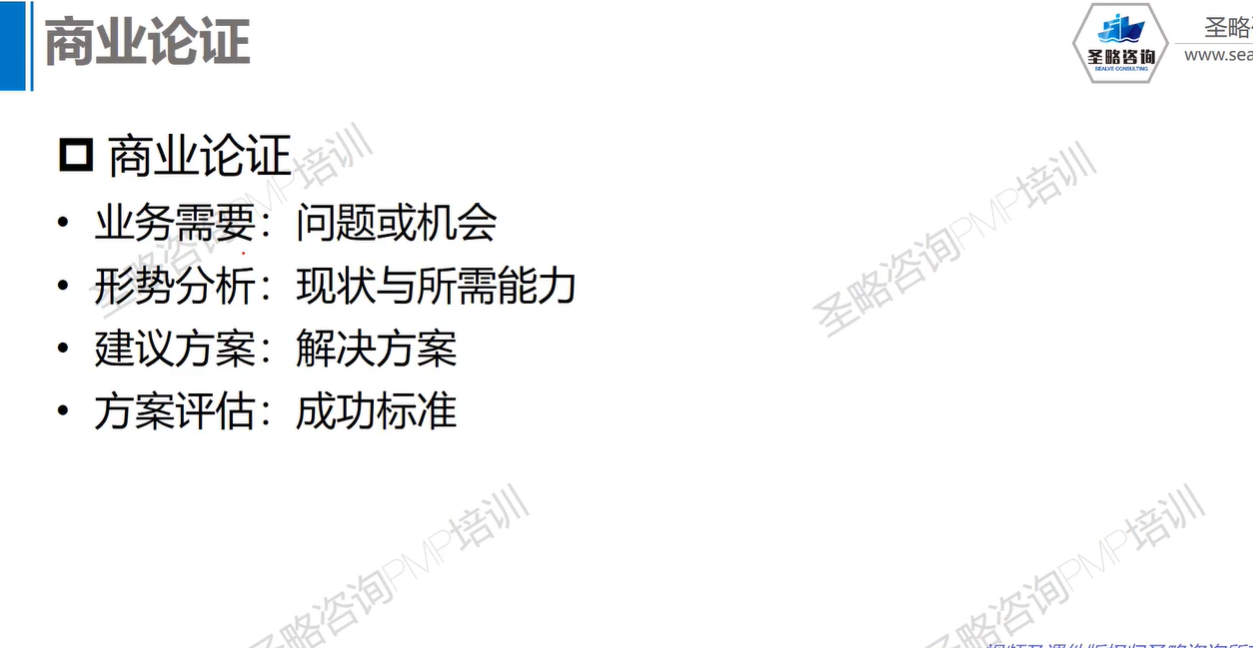 商业论证
圣略咨询
SEALVE CONSULTING
圣略
www.sea
商业论证
业务需要：问题或机会
形势分析：现状与所需能力
建议方案：解决方案
方案评估：成功标准
圣略咨询PMP培训
圣略咨询PMP培训
圣略咨询PMP培训
圣略咨询PMP培训